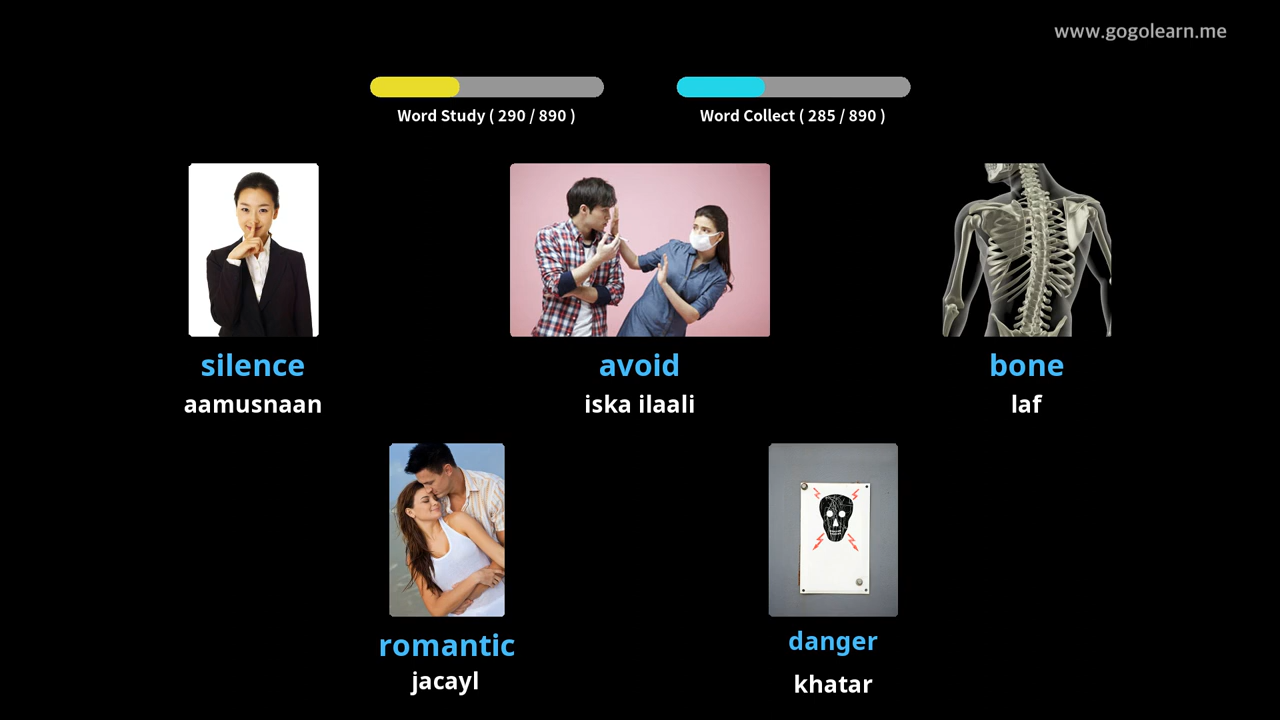 www.gogolearn.me
Word Study ( 290 / 890 )
Word Collect ( 285 / 890 )
silence
aamusnaan
avoid
iska ilaali
bone
laf
romantic
jacayl
danger
khatar